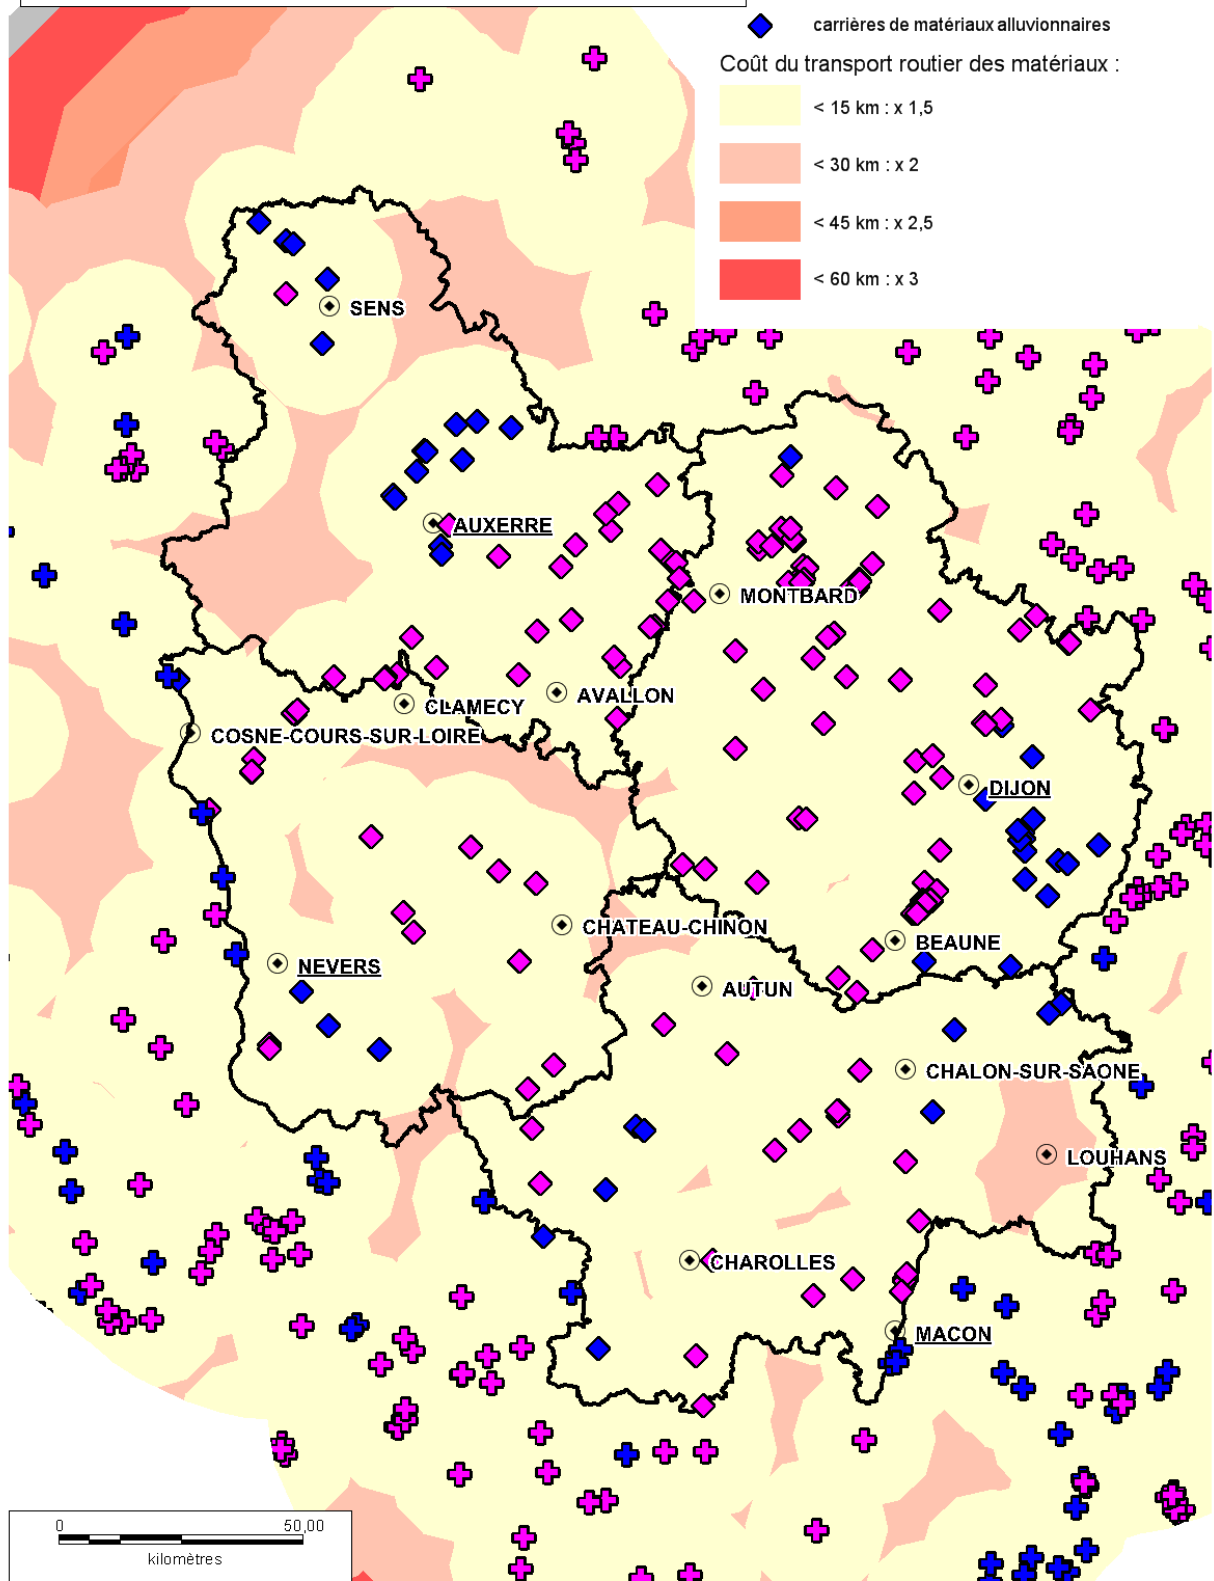 carrières de matériaux alluvionnaires
Coût du transport routier des matériaux :
< 15 km : x 1,5
< 30 km : x 2
< 45 km : x 2,5
< 60 km : x 3
SENS
AUXERRE
MONTBARD
AVALLON
CLAMECY
COSNE-COURS-SUR-LOIRE
DIJON
CHATEAU-CHINON
BEAUNE
NEVERS
AUTUN
CHALON-SUR-SAONE
LOUHANS
CHAROLLES
MACON
0 50,00
kilomètres